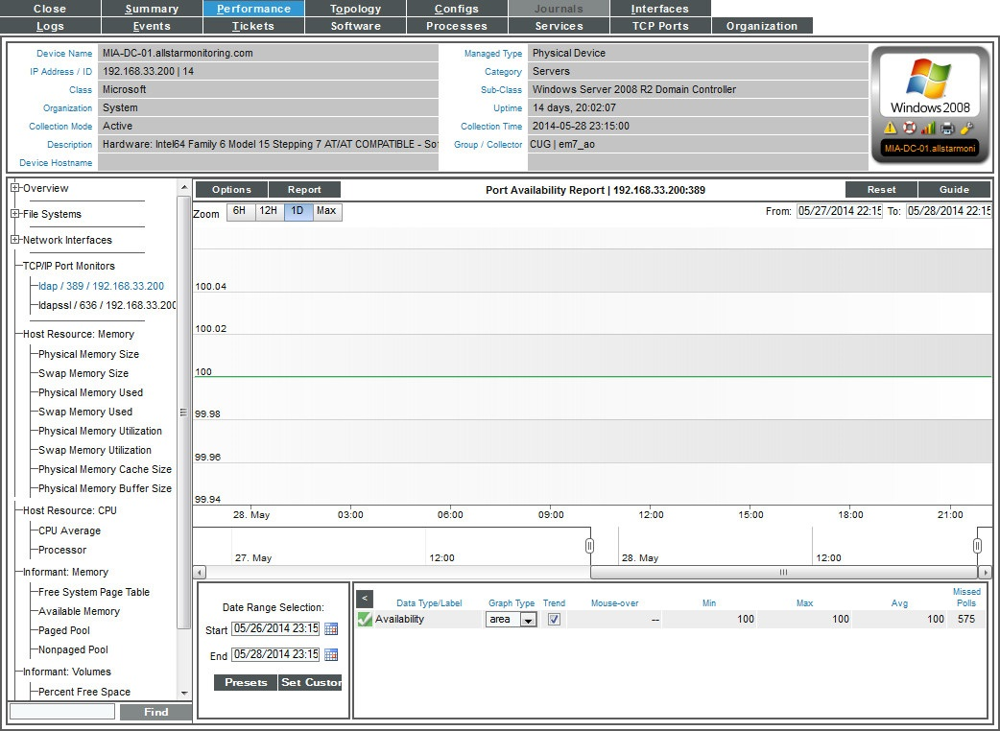 Close Summary Performance Topology Configs Journals Interfaces
Logs Events Tickets Software Processes Services TCP Ports Organization
Device Name MIA-DC-01.allstarmonitoring.com Managed Type Physical Device
IP Address / ID 192.168.33.200 | 14 Category Servers
Class Microsoft Sub-Class Windows Server 2008 R2 Domain Controller
Organization System Uptime 14 days, 20:02:07
Collection Mode Active Collection Time 2014-05-28 23:15:00
Description Hardware: Intel64 Family 6 Model 15 Stepping 7 AT/AT COMPATIBLE - So Group / Collector CUG | em7_ao
Device Hostname
Windows 2008
MIA-DC-01.allstarmoni
Overview
File Systems
Network Interfaces
TCP/IP Port Monitors
ldap / 389 / 192.168.33.200
ldapssl / 636 / 192.168.33.200
Host Resource: Memory
Physical Memory Size
Swap Memory Size
Physical Memory Used
Swap Memory Used
Physical Memory Utilization
Swap Memory Utilization
Physical Memory Cache Size
Physical Memory Buffer Size
Host Resource: CPU
CPU Average
Processor
Informant: Memory
Free System Page Table
Available Memory
Paged Pool
Nonpaged Pool
Informant: Volumes
Percent Free Space
Find
Options Report Port Availability Report | 192.168.33.200:389 Reset Guide
Zoom 6H 12H 1D Max From: 05/27/2014 22:15 To: 05/28/2014 22:15
100.04
100.02
100
99.98
99.96
99.94
28. May 03:00 06:00 09:00 12:00 15:00 18:00 21:00
27. May 12:00 28. May 12:00
Date Range Selection:
Start 05/26/2014 23:15
End 05/28/2014 23:15
Presets Set Custor
< Data Type/Label Graph Type Trend Mouse-over Min Max Avg Missed Polls
Availability area -- 100 100 100 575